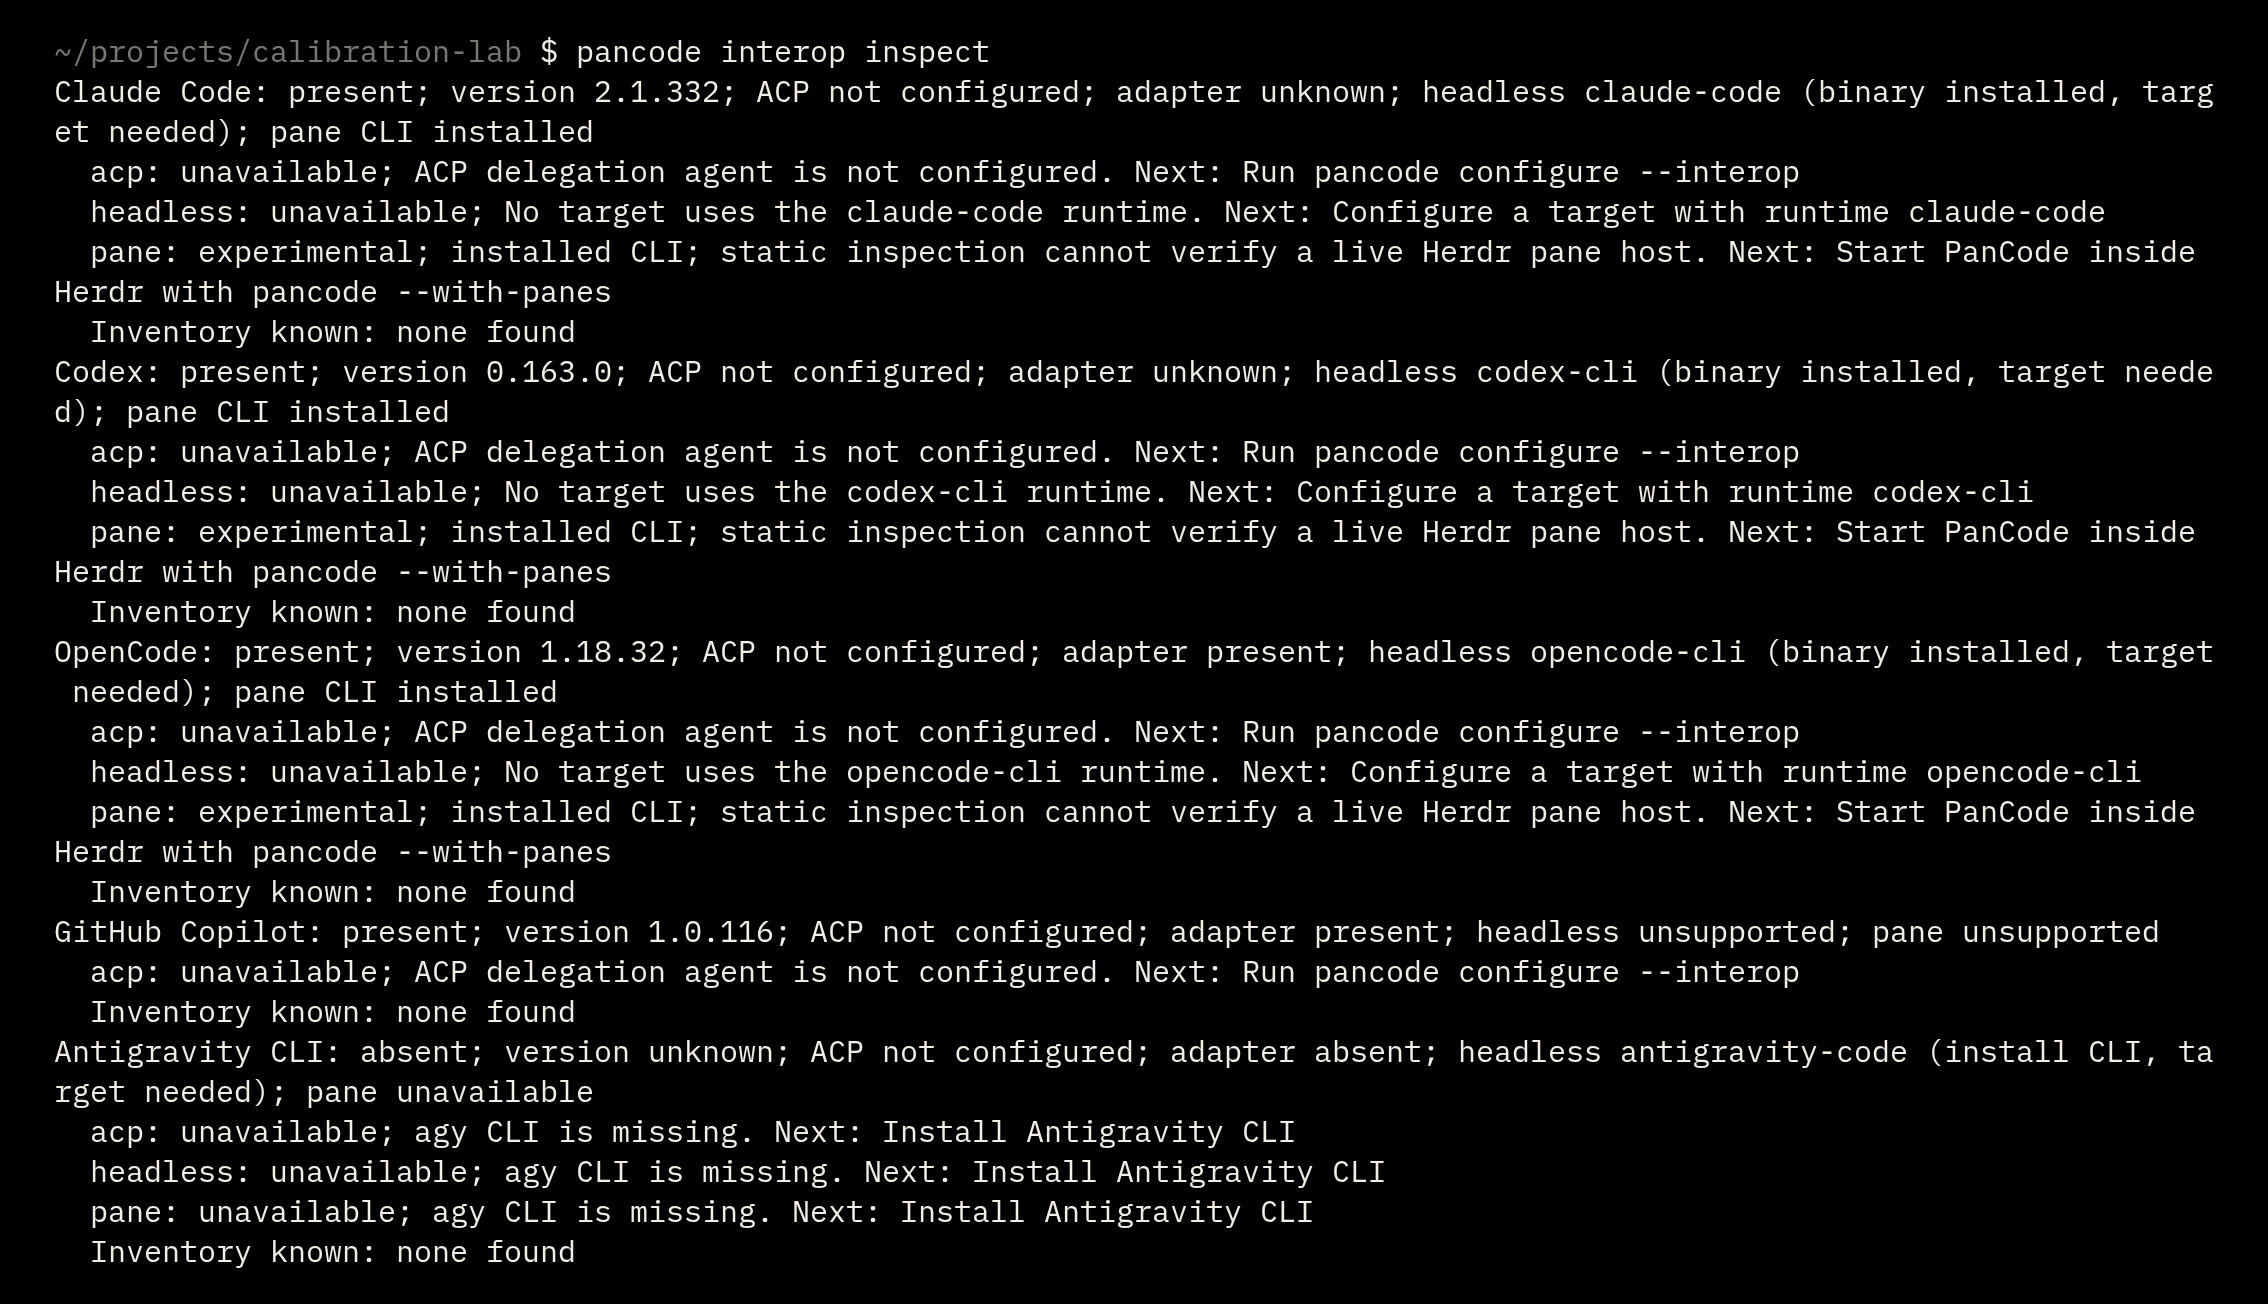 ~/projects/calibration-lab $ pancode interop inspect
Claude Code: present; version 2.1.332; ACP not configured; adapter unknown; headless claude-code (binary installed, targ
et needed); pane CLI installed
  acp: unavailable; ACP delegation agent is not configured. Next: Run pancode configure --interop
  headless: unavailable; No target uses the claude-code runtime. Next: Configure a target with runtime claude-code
  pane: experimental; installed CLI; static inspection cannot verify a live Herdr pane host. Next: Start PanCode inside
Herdr with pancode --with-panes
  Inventory known: none found
Codex: present; version 0.163.0; ACP not configured; adapter unknown; headless codex-cli (binary installed, target neede
d); pane CLI installed
  acp: unavailable; ACP delegation agent is not configured. Next: Run pancode configure --interop
  headless: unavailable; No target uses the codex-cli runtime. Next: Configure a target with runtime codex-cli
  pane: experimental; installed CLI; static inspection cannot verify a live Herdr pane host. Next: Start PanCode inside
Herdr with pancode --with-panes
  Inventory known: none found
OpenCode: present; version 1.18.32; ACP not configured; adapter present; headless opencode-cli (binary installed, target
 needed); pane CLI installed
  acp: unavailable; ACP delegation agent is not configured. Next: Run pancode configure --interop
  headless: unavailable; No target uses the opencode-cli runtime. Next: Configure a target with runtime opencode-cli
  pane: experimental; installed CLI; static inspection cannot verify a live Herdr pane host. Next: Start PanCode inside
Herdr with pancode --with-panes
  Inventory known: none found
GitHub Copilot: present; version 1.0.116; ACP not configured; adapter present; headless unsupported; pane unsupported
  acp: unavailable; ACP delegation agent is not configured. Next: Run pancode configure --interop
  Inventory known: none found
Antigravity CLI: absent; version unknown; ACP not configured; adapter absent; headless antigravity-code (install CLI, ta
rget needed); pane unavailable
  acp: unavailable; agy CLI is missing. Next: Install Antigravity CLI
  headless: unavailable; agy CLI is missing. Next: Install Antigravity CLI
  pane: unavailable; agy CLI is missing. Next: Install Antigravity CLI
  Inventory known: none found